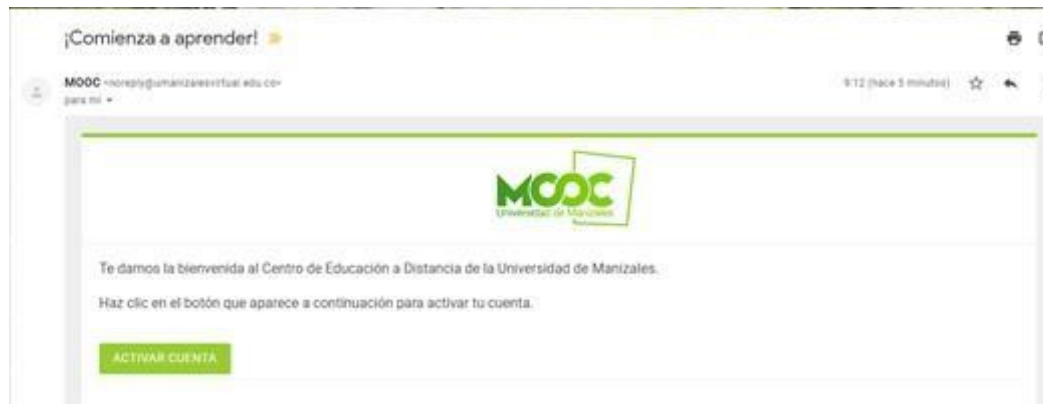 ¡Comienza a aprender!
MOOC <noreply@umanizalesvirtual.edu.co>
9:12 (hace 5 minutos)
para mí
MOOC
Universidad de Manizales
Te damos la bienvenida al Centro de Educación a Distancia de la Universidad de Manizales.
Haz clic en el botón que aparece a continuación para activar tu cuenta.
ACTIVAR CUENTA